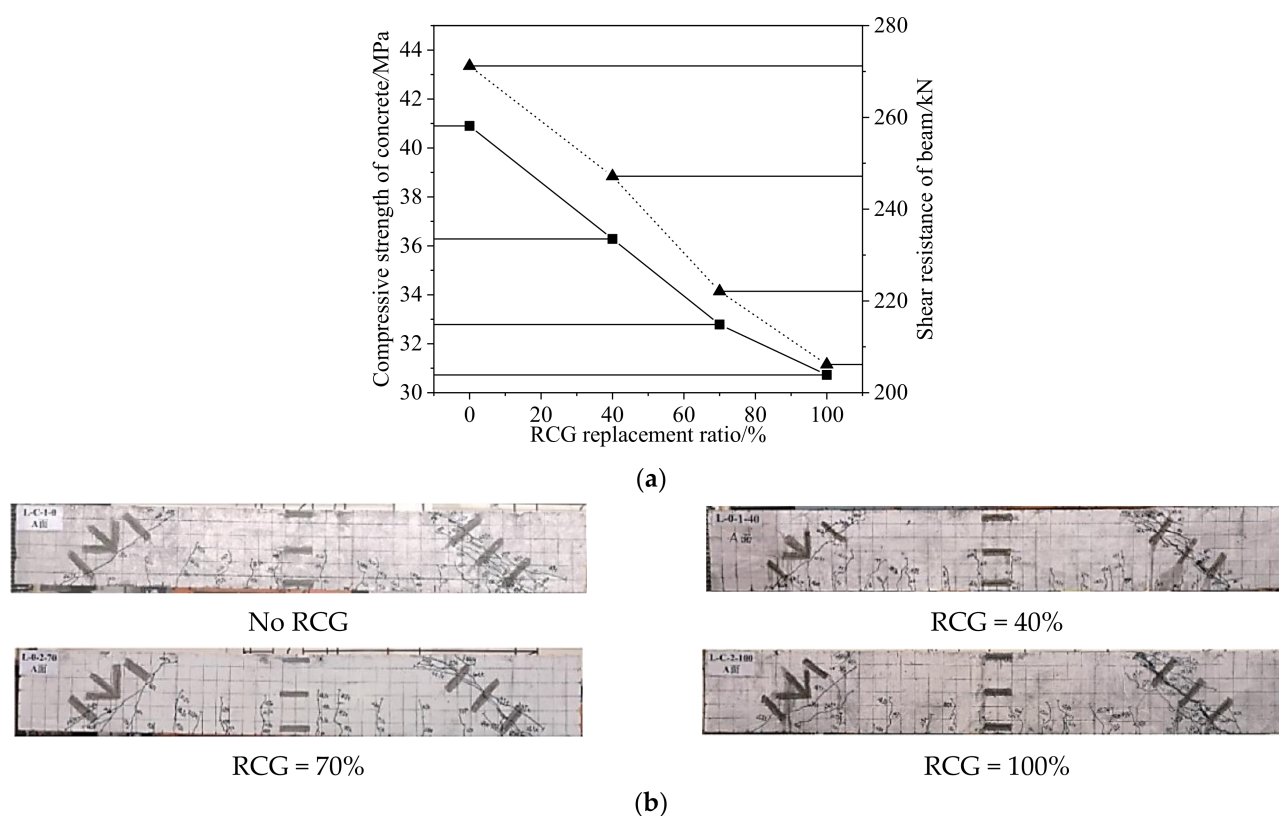 Compressive strength of concrete/MPa
44
42
40
38
36
34
32
30
280
260
240
220
200
Shear resistance of beam/kN
0 20 40 60 80 100
RCG replacement ratio/%
(a)
L-C-1-0
A面
L-0-1-40
A面
No RCG
RCG = 40%
L-0-2-70
A面
L-C-2-100
A面
RCG = 70%
RCG = 100%
(b)